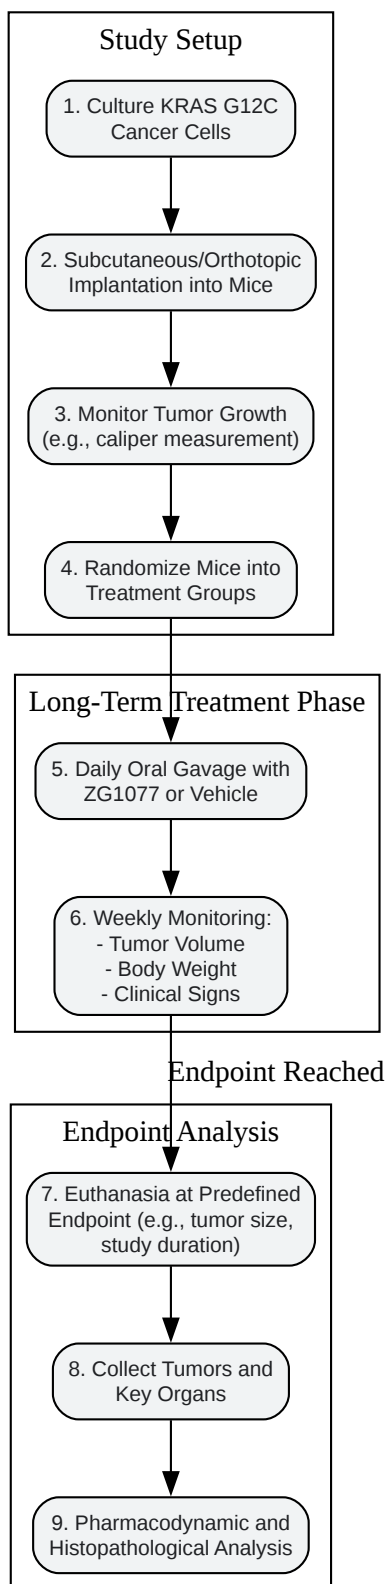 Study Setup
1. Culture KRAS G12C
Cancer Cells
2. Subcutaneous/Orthotopic
Implantation into Mice
3. Monitor Tumor Growth
(e.g., caliper measurement)
4. Randomize Mice into
Treatment Groups
Long-Term Treatment Phase
5. Daily Oral Gavage with
ZG1077 or Vehicle
6. Weekly Monitoring:
- Tumor Volume
- Body Weight
- Clinical Signs
Endpoint Reached
Endpoint Analysis
7. Euthanasia at Predefined
Endpoint (e.g., tumor size,
study duration)
8. Collect Tumors and
Key Organs
9. Pharmacodynamic and
Histopathological Analysis